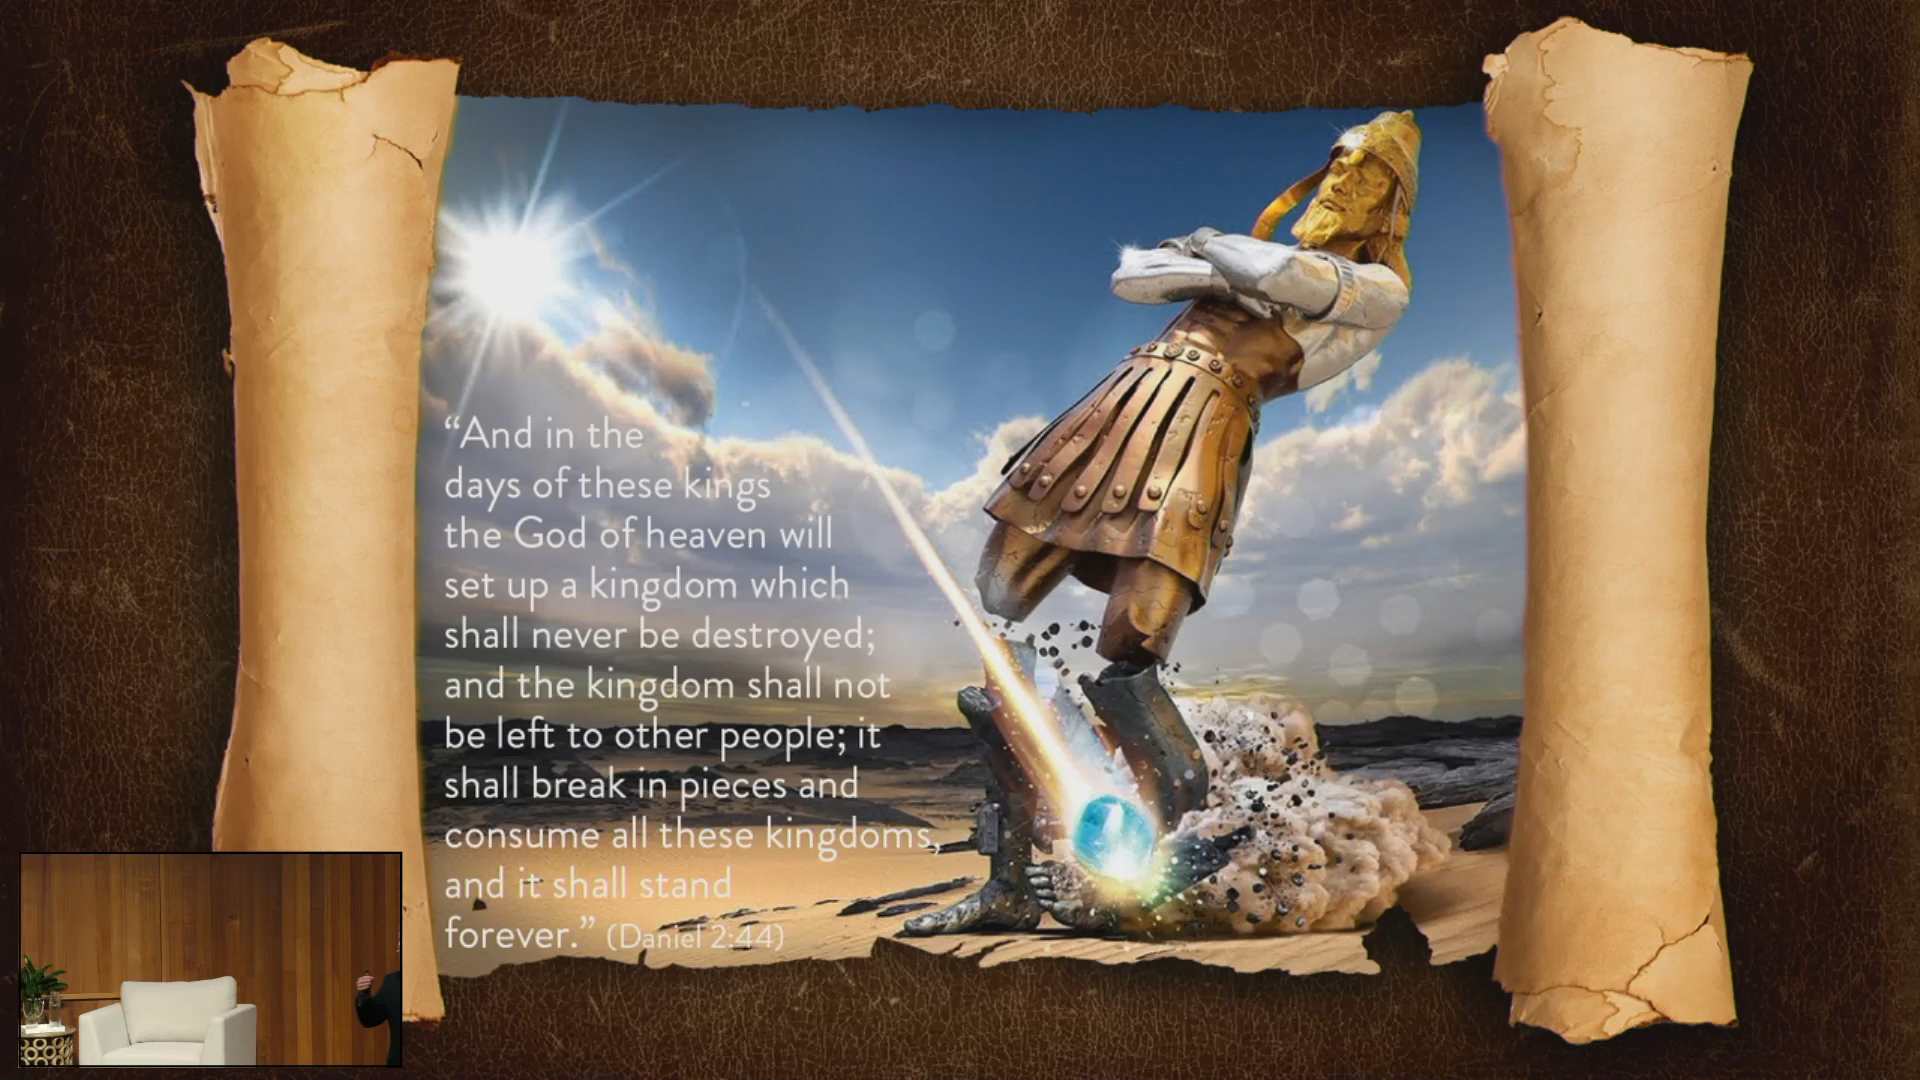 “And in the
days of these kings
the God of heaven will
set up a kingdom which
shall never be destroyed;
and the kingdom shall not
be left to other people; it
shall break in pieces and
consume all these kingdoms,
and it shall stand
forever.” (Daniel 2:44)